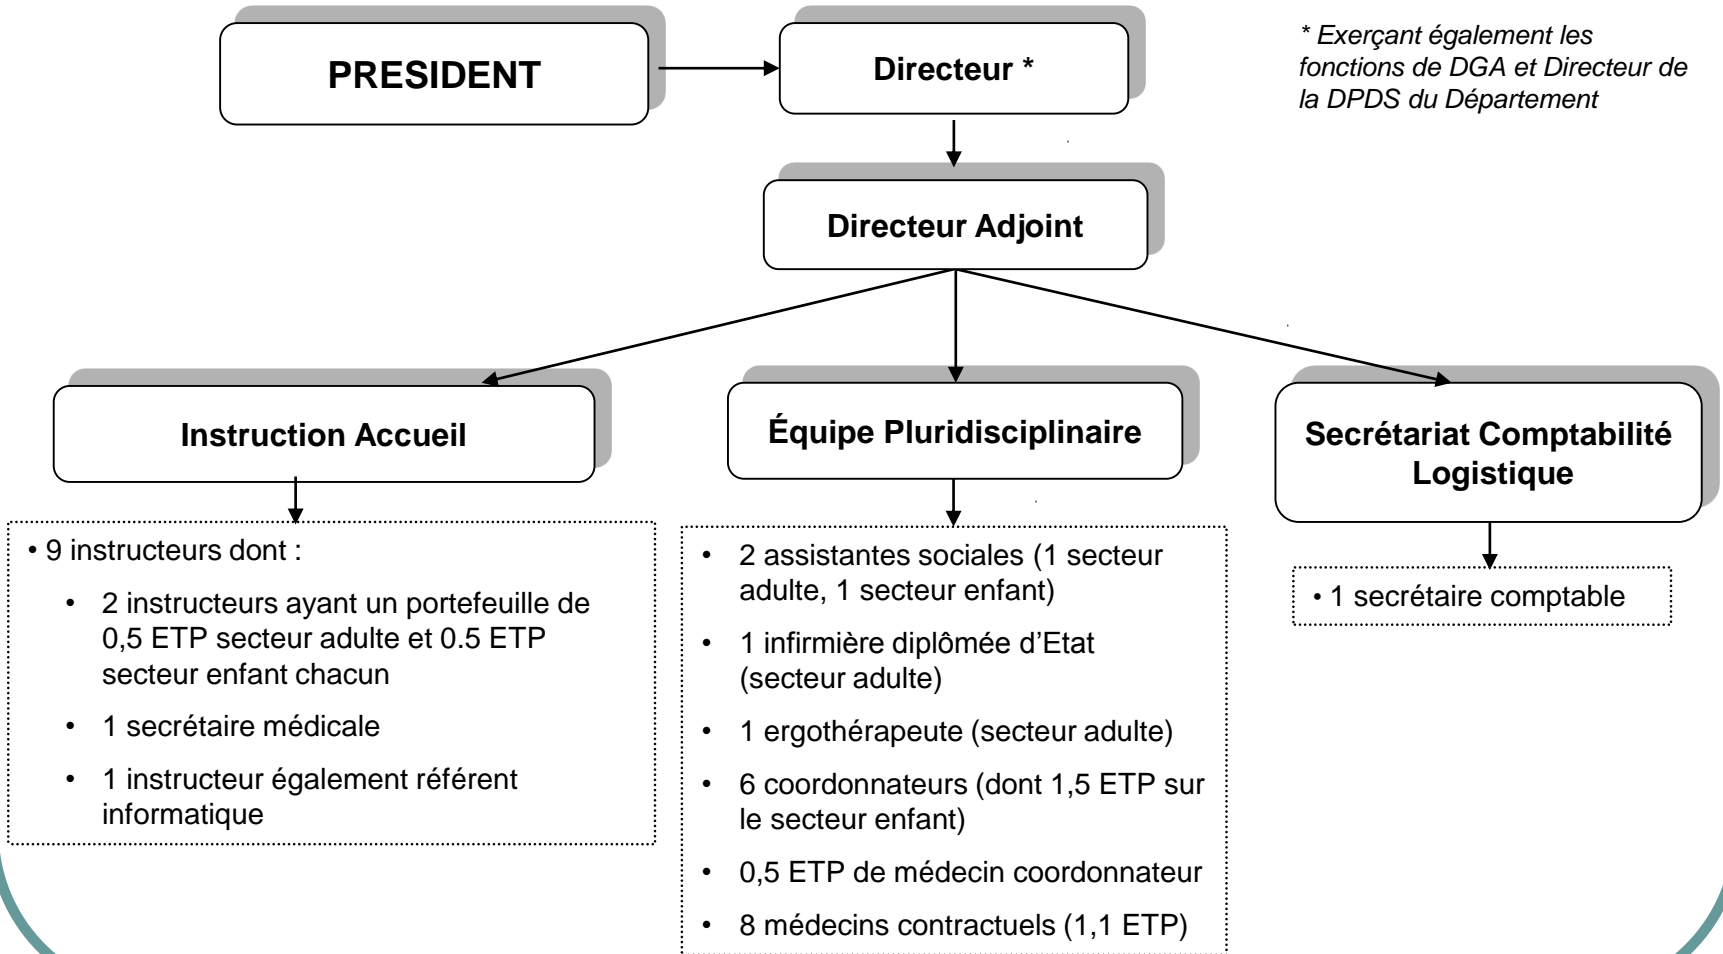 PRESIDENT
Directeur *
* Exerçant également les
fonctions de DGA et Directeur de
la DPDS du Département
Directeur Adjoint
Instruction Accueil
Équipe Pluridisciplinaire
Secrétariat Comptabilité
Logistique
• 9 instructeurs dont :
• 2 instructeurs ayant un portefeuille de
0,5 ETP secteur adulte et 0.5 ETP
secteur enfant chacun
• 1 secrétaire médicale
• 1 instructeur également référent
informatique
• 2 assistantes sociales (1 secteur
adulte, 1 secteur enfant)
• 1 infirmière diplômée d’Etat
(secteur adulte)
• 1 ergothérapeute (secteur adulte)
• 6 coordonnateurs (dont 1,5 ETP sur
le secteur enfant)
• 0,5 ETP de médecin coordonnateur
• 8 médecins contractuels (1,1 ETP)
• 1 secrétaire comptable